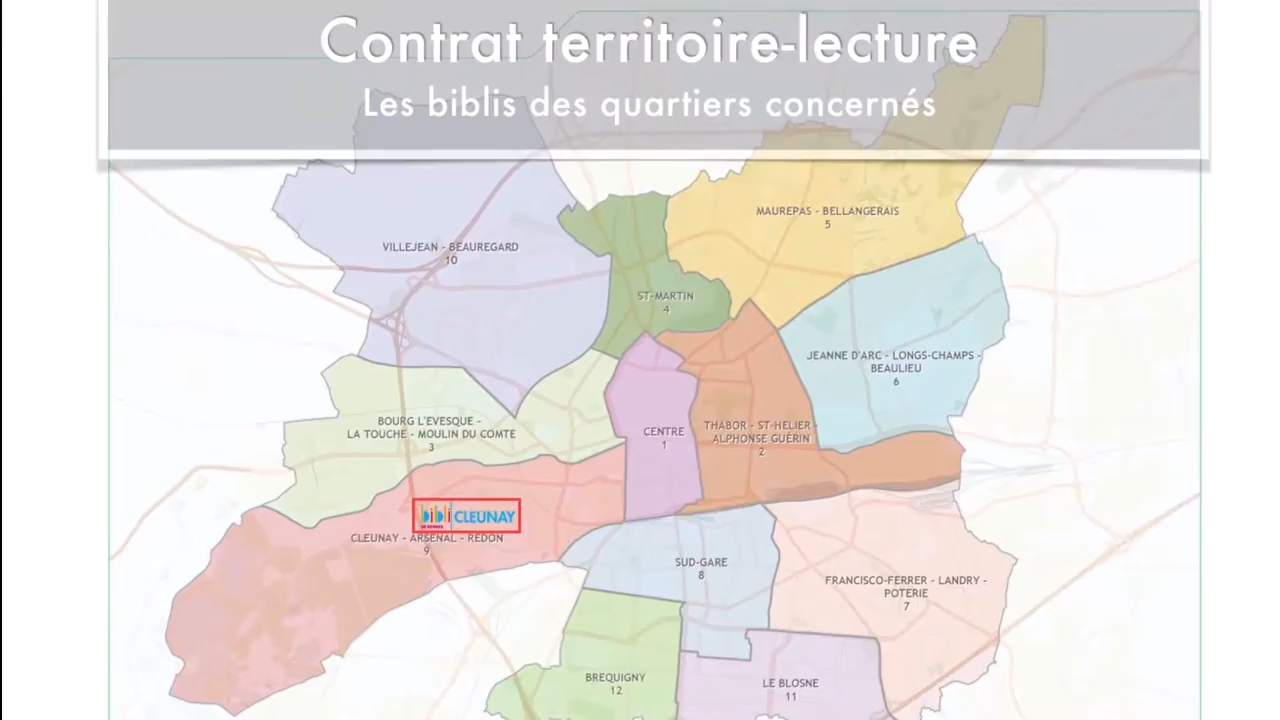 Contrat territoire-lecture
Les biblis des quartiers concernés
MAUREPAS - BELLANGERAIS
5
VILLEJEAN - BEAUREGARD
10
ST-MARTIN
4
JEANNE D'ARC - LONGS-CHAMPS -
BEAULIEU
6
BOURG L'EVESQUE -
LA TOUCHE - MOULIN DU COMTE
3
CENTRE
1
THABOR - ST-HELIER -
ALPHONSE GUÉRIN
2
bibli CLEUNAY
CLEUNAY - ARSENAL - REDON
9
SUD-GARE
8
FRANCISCO-FERRER - LANDRY -
POTERIE
7
BREQUIGNY
12
LE BLOSNE
11